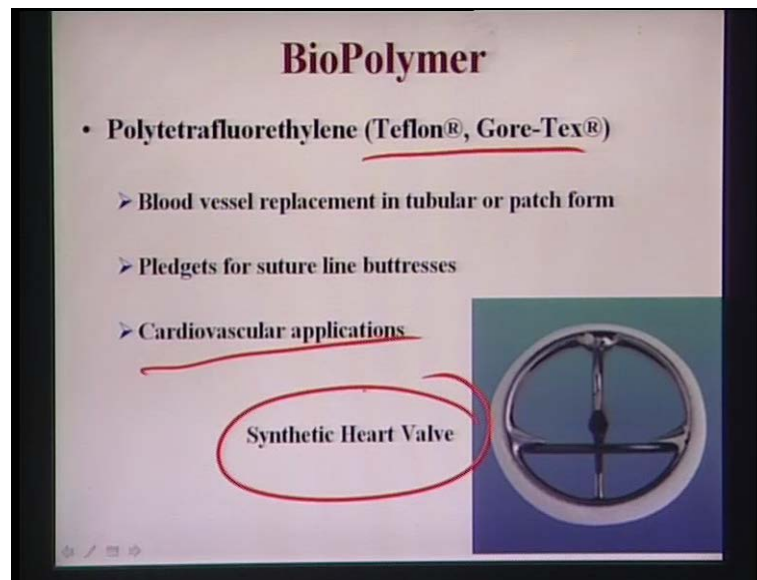 BioPolymer
• Polytetrafluorethylene (Teflon®, Gore-Tex®)
➢ Blood vessel replacement in tubular or patch form
➢ Pledgets for suture line buttresses
➢ Cardiovascular applications
Synthetic Heart Valve